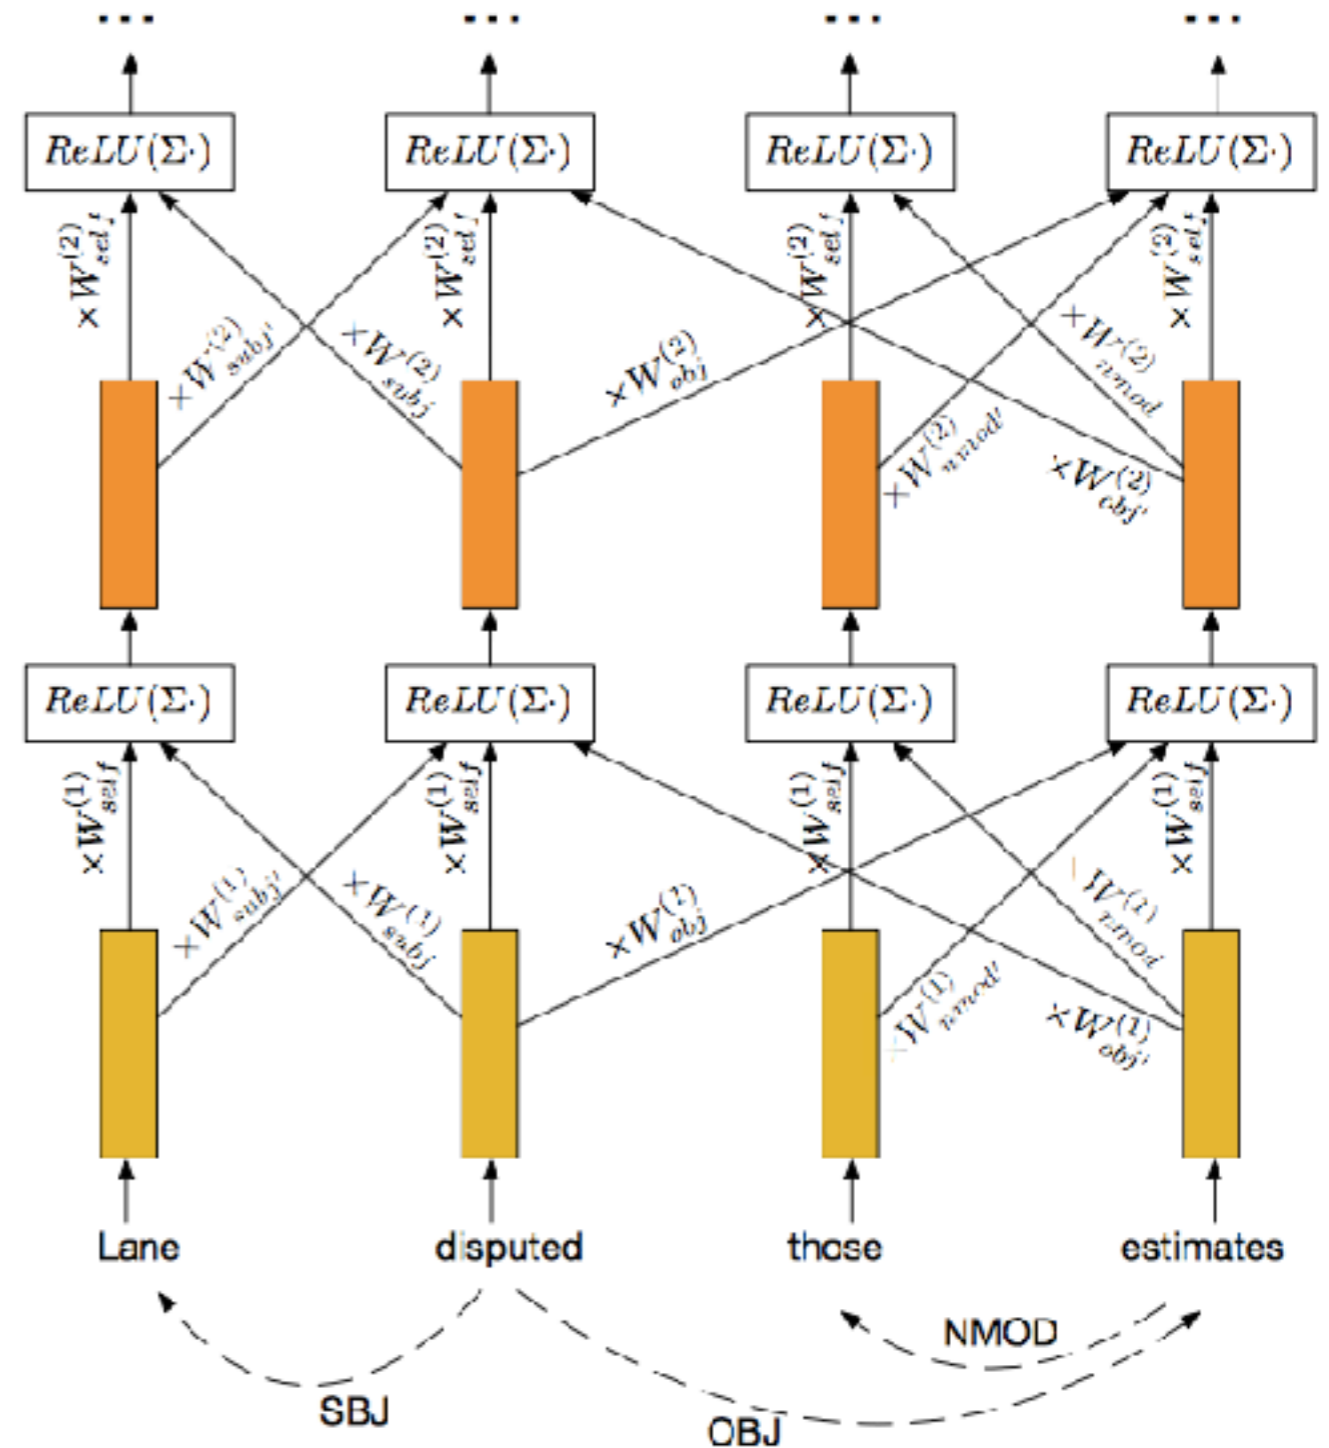 ... ... ... ...
ReLU(Σ·) ReLU(Σ·) ReLU(Σ·) ReLU(Σ·)
×W^{(2)}_{self} ×W^{(2)}_{self} ×W^{(2)}_{self} ×W^{(2)}_{self}
×W^{(2)}_{subj'} ×W^{(2)}_{subj} ×W^{(2)}_{obj} ×W^{(2)}_{nmod}
×W^{(2)}_{nmod'} ×W^{(2)}_{obj'}
ReLU(Σ·) ReLU(Σ·) ReLU(Σ·) ReLU(Σ·)
×W^{(1)}_{self} ×W^{(1)}_{self} ×W^{(1)}_{self} ×W^{(1)}_{self}
×W^{(1)}_{subj'} ×W^{(1)}_{subj} ×W^{(1)}_{obj} W^{(1)}_{nmod}
×W^{(1)}_{nmod'} ×W^{(1)}_{obj'}
Lane disputed those estimates
NMOD
SBJ
OBJ